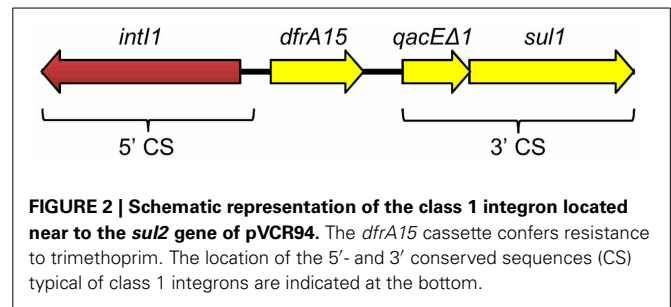 intI1 dfrA15 qacEΔ1 sul1
5' CS 3' CS
FIGURE 2 | Schematic representation of the class 1 integron located
near to the sul2 gene of pVCR94. The dfrA15 cassette confers resistance
to trimethoprim. The location of the 5′- and 3′ conserved sequences (CS)
typical of class 1 integrons are indicated at the bottom.